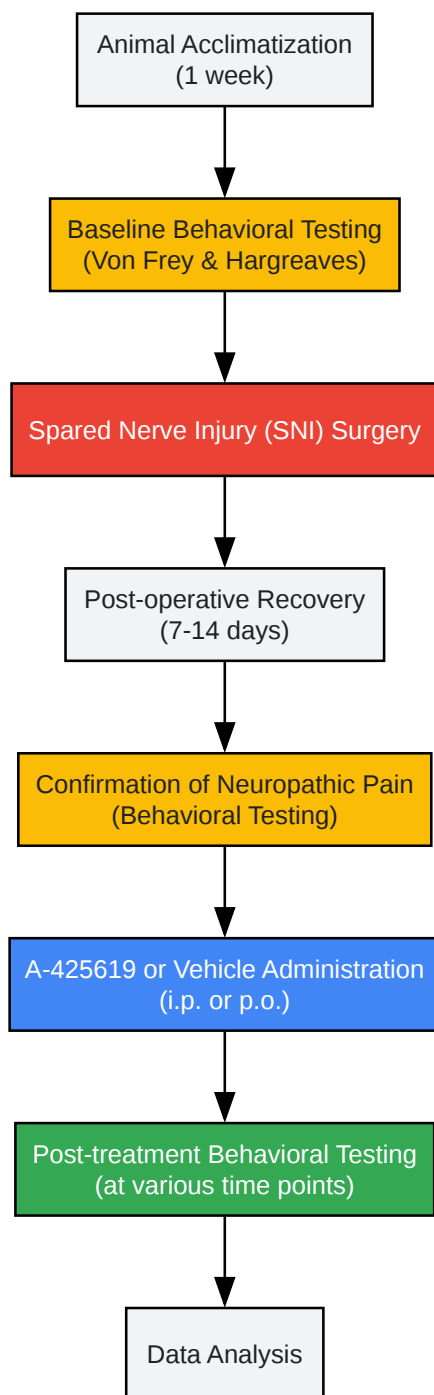 Animal Acclimatization
(1 week)
Baseline Behavioral Testing
(Von Frey & Hargreaves)
Spared Nerve Injury (SNI) Surgery
Post-operative Recovery
(7-14 days)
Confirmation of Neuropathic Pain
(Behavioral Testing)
A-425619 or Vehicle Administration
(i.p. or p.o.)
Post-treatment Behavioral Testing
(at various time points)
Data Analysis